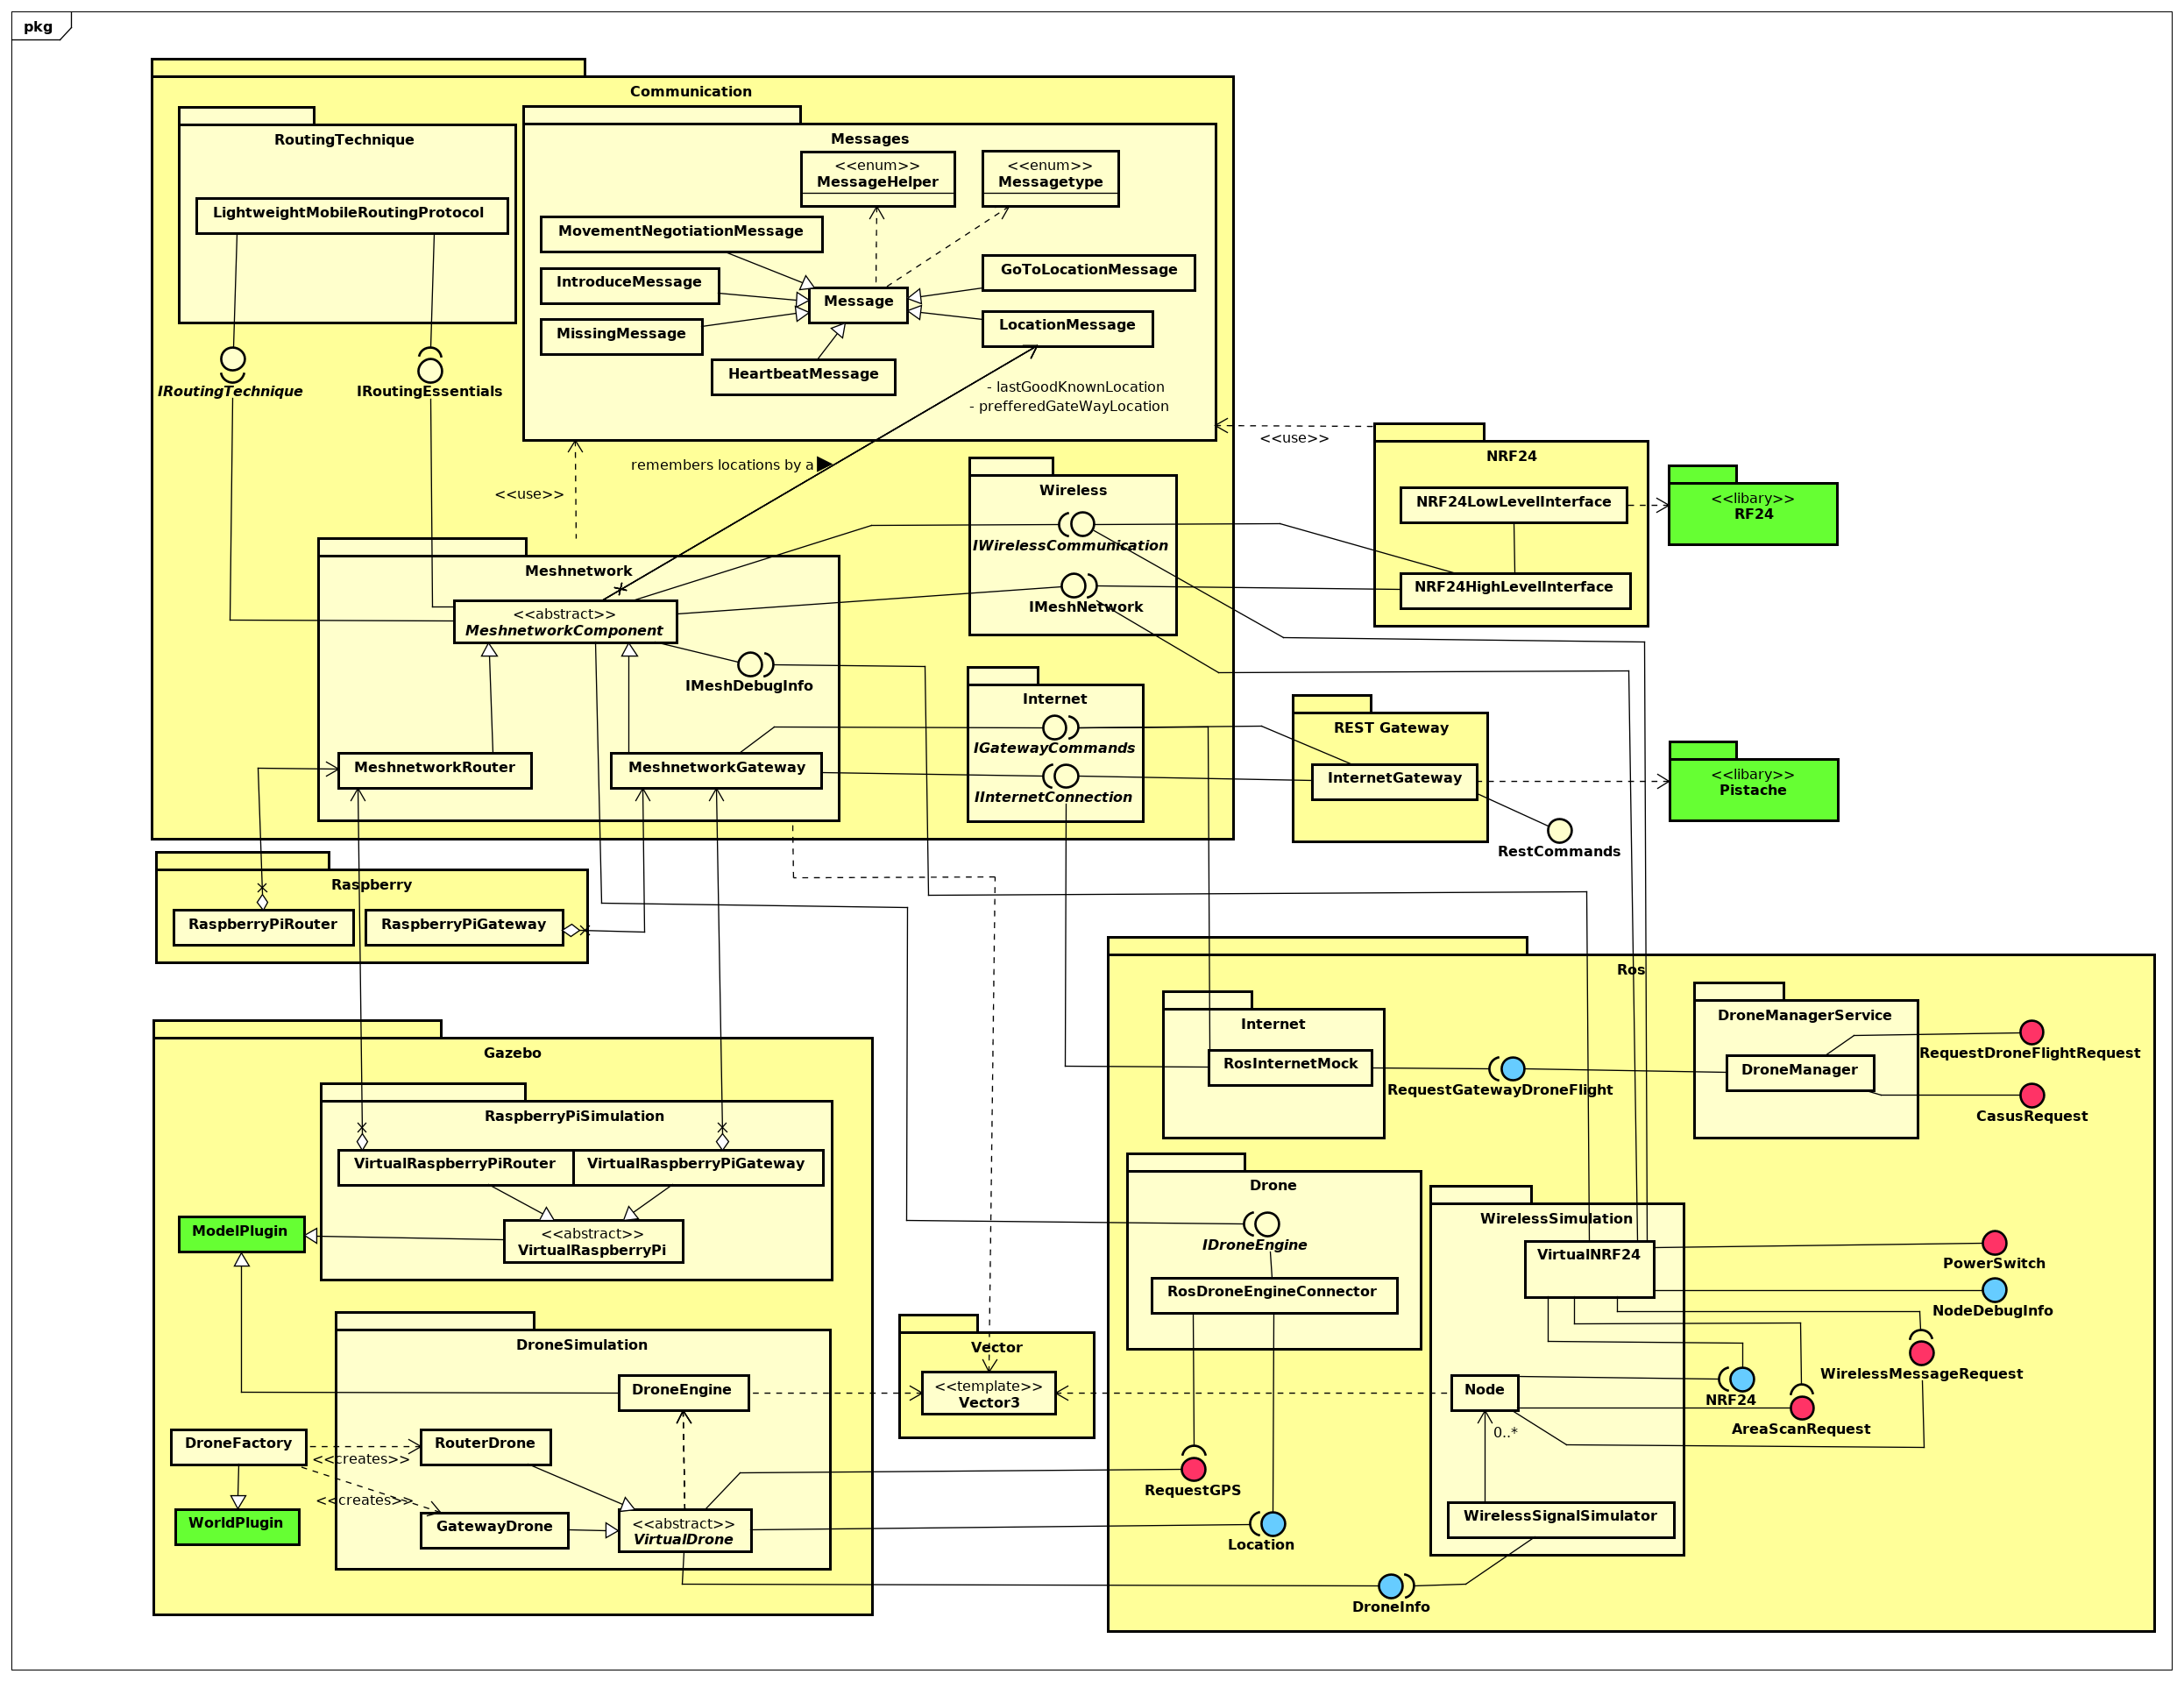 pkg
Communication
RoutingTechnique
LightweightMobileRoutingProtocol
IRoutingTechnique
IRoutingEssentials
Messages
<<enum>>
MessageHelper
<<enum>>
Messagetype
MovementNegotiationMessage
IntroduceMessage
MissingMessage
HeartbeatMessage
Message
GoToLocationMessage
LocationMessage
- lastGoodKnownLocation
- prefferedGateWayLocation
remembers locations by a
<<use>>
<<use>>
Meshnetwork
<<abstract>>
MeshnetworkComponent
IMeshDebugInfo
MeshnetworkRouter
MeshnetworkGateway
Wireless
IWirelessCommunication
IMeshNetwork
Internet
IGatewayCommands
IInternetConnection
NRF24
NRF24LowLevelInterface
NRF24HighLevelInterface
<<libary>>
RF24
REST Gateway
InternetGateway
RestCommands
<<libary>>
Pistache
Raspberry
RaspberryPiRouter
RaspberryPiGateway
Gazebo
RaspberryPiSimulation
VirtualRaspberryPiRouter
VirtualRaspberryPiGateway
<<abstract>>
VirtualRaspberryPi
ModelPlugin
DroneSimulation
DroneEngine
DroneFactory
<<creates>>
<<creates>>
RouterDrone
GatewayDrone
<<abstract>>
VirtualDrone
WorldPlugin
Vector
<<template>>
Vector3
Ros
Internet
RosInternetMock
RequestGatewayDroneFlight
DroneManagerService
DroneManager
RequestDroneFlightRequest
CasusRequest
Drone
IDroneEngine
RosDroneEngineConnector
RequestGPS
Location
DroneInfo
WirelessSimulation
VirtualNRF24
Node
0..*
WirelessSignalSimulator
PowerSwitch
NodeDebugInfo
WirelessMessageRequest
NRF24
AreaScanRequest